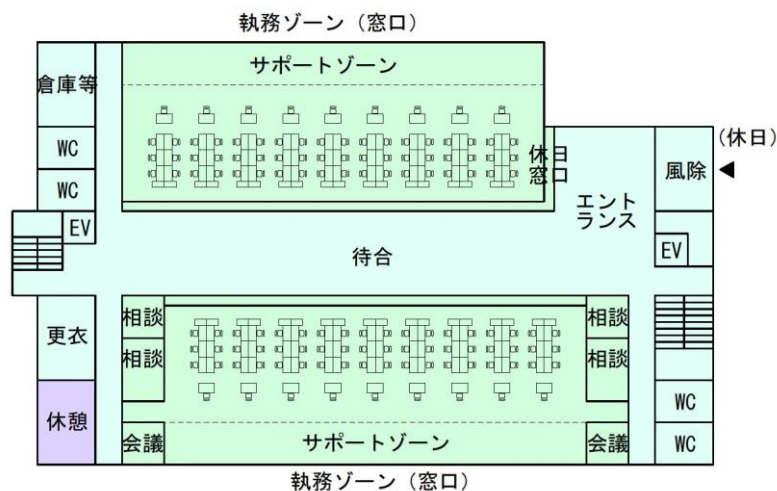 執務ゾーン（窓口）
サポートゾーン
倉庫等
WC
WC
EV
休日
窓口
エント
ランス
風除
(休日)
EV
待合
更衣
休憩
相談
相談
相談
相談
会議
サポートゾーン
会議
WC
WC
執務ゾーン（窓口）